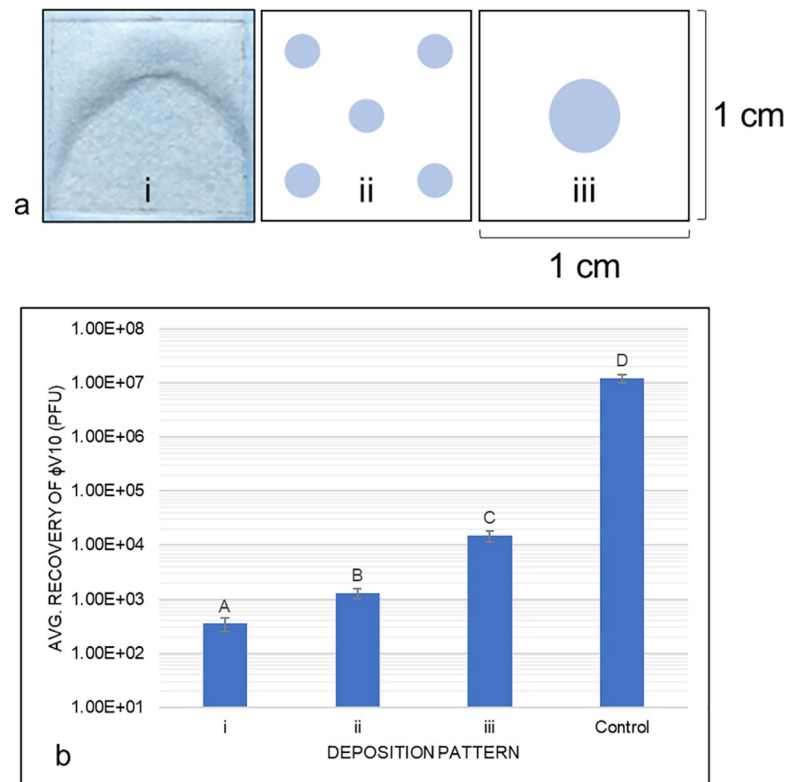 a
i
ii
iii
1 cm
1 cm
AVG. RECOVERY OF ϕV10 (PFU)
1.00E+08
1.00E+07
1.00E+06
1.00E+05
1.00E+04
1.00E+03
1.00E+02
1.00E+01
A
B
C
D
i
ii
iii
Control
DEPOSITION PATTERN
b